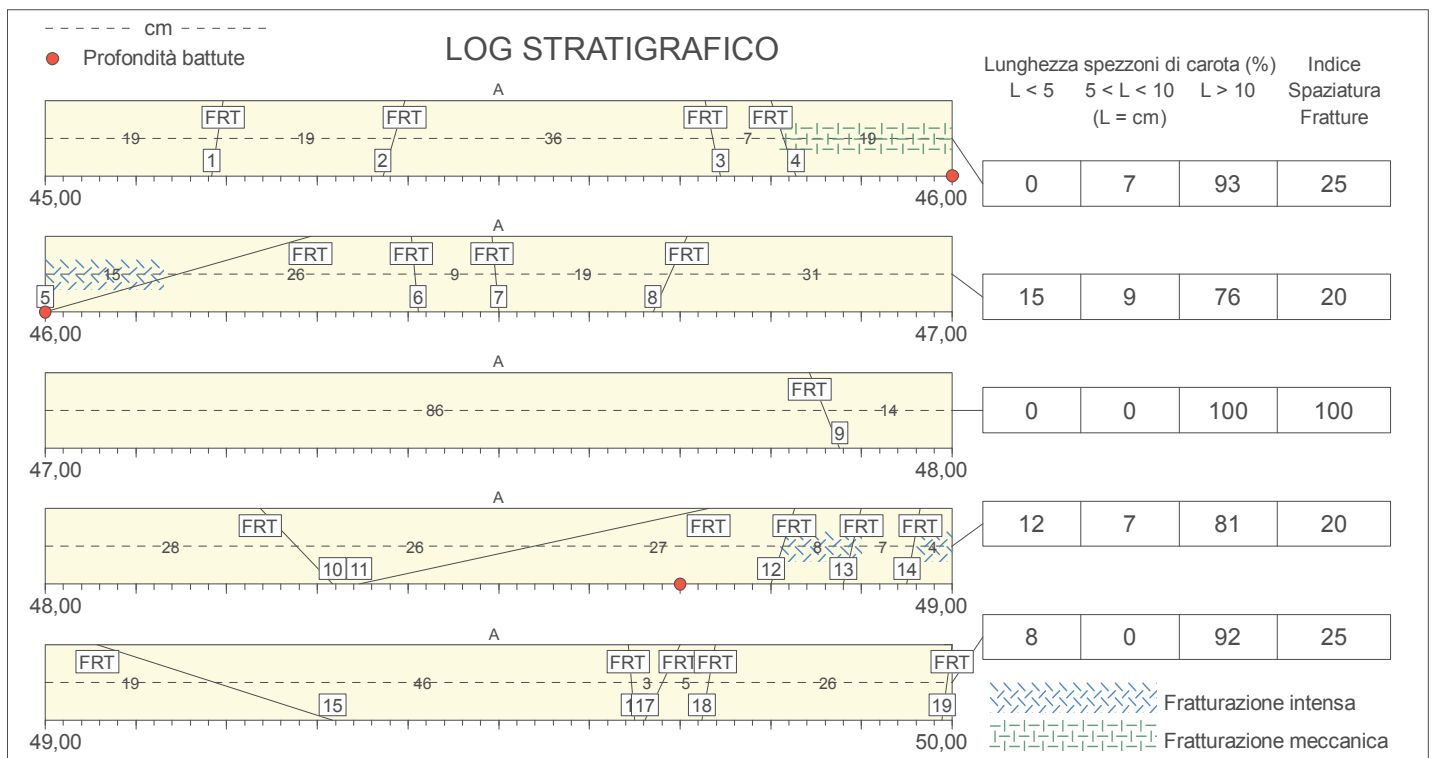 cm
Profondità battute
LOG STRATIGRAFICO
Lunghezza spezzoni di carota (%) Indice
L < 5 5 < L < 10 L > 10 Spaziatura
(L = cm) Fratture
A
FRT FRT FRT FRT
19 19 36 7 19
1 2 3 4
45,00 46,00
0 7 93 25
A
FRT FRT FRT FRT
15 26 9 19 31
5 6 7 8
46,00 47,00
15 9 76 20
A
FRT
86 14
9
47,00 48,00
0 0 100 100
A
FRT FRT FRT FRT FRT
28 26 27 8 7 4
10 11 12 13 14
48,00 49,00
12 7 81 20
A
FRT FRT FRT FRT FRT
19 46 3 5 26
15 17 18 19
49,00 50,00
8 0 92 25
Fratturazione intensa
Fratturazione meccanica